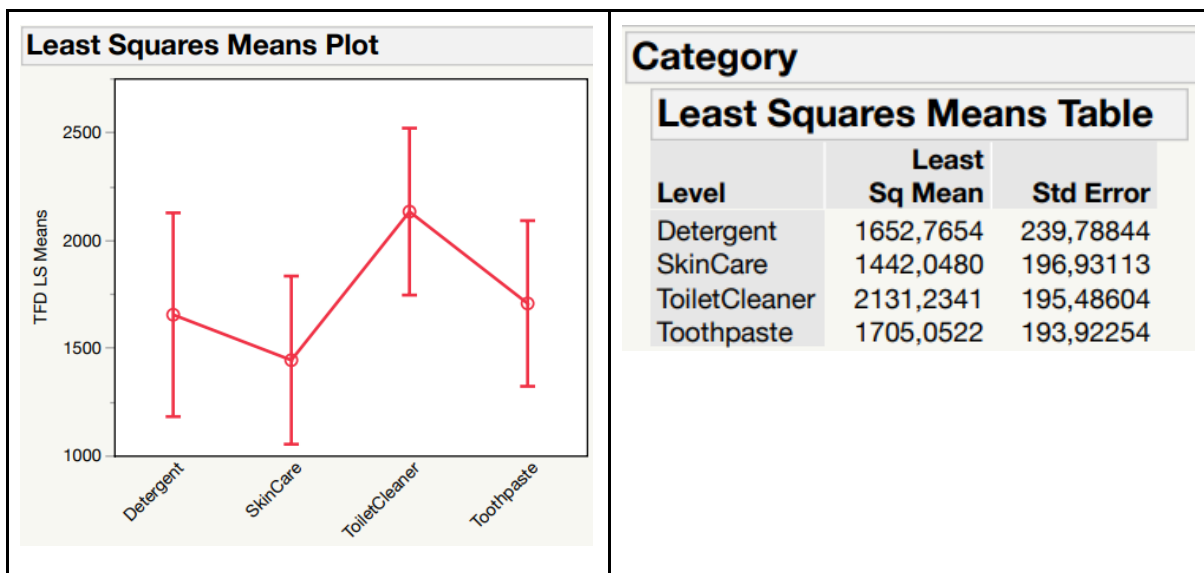 Least Squares Means Plot
TFD LS Means
2500
2000
1500
1000
Detergent
SkinCare
ToiletCleaner
Toothpaste
Category
Least Squares Means Table
Least
Level Sq Mean Std Error
Detergent 1652,7654 239,78844
SkinCare 1442,0480 196,93113
ToiletCleaner 2131,2341 195,48604
Toothpaste 1705,0522 193,92254